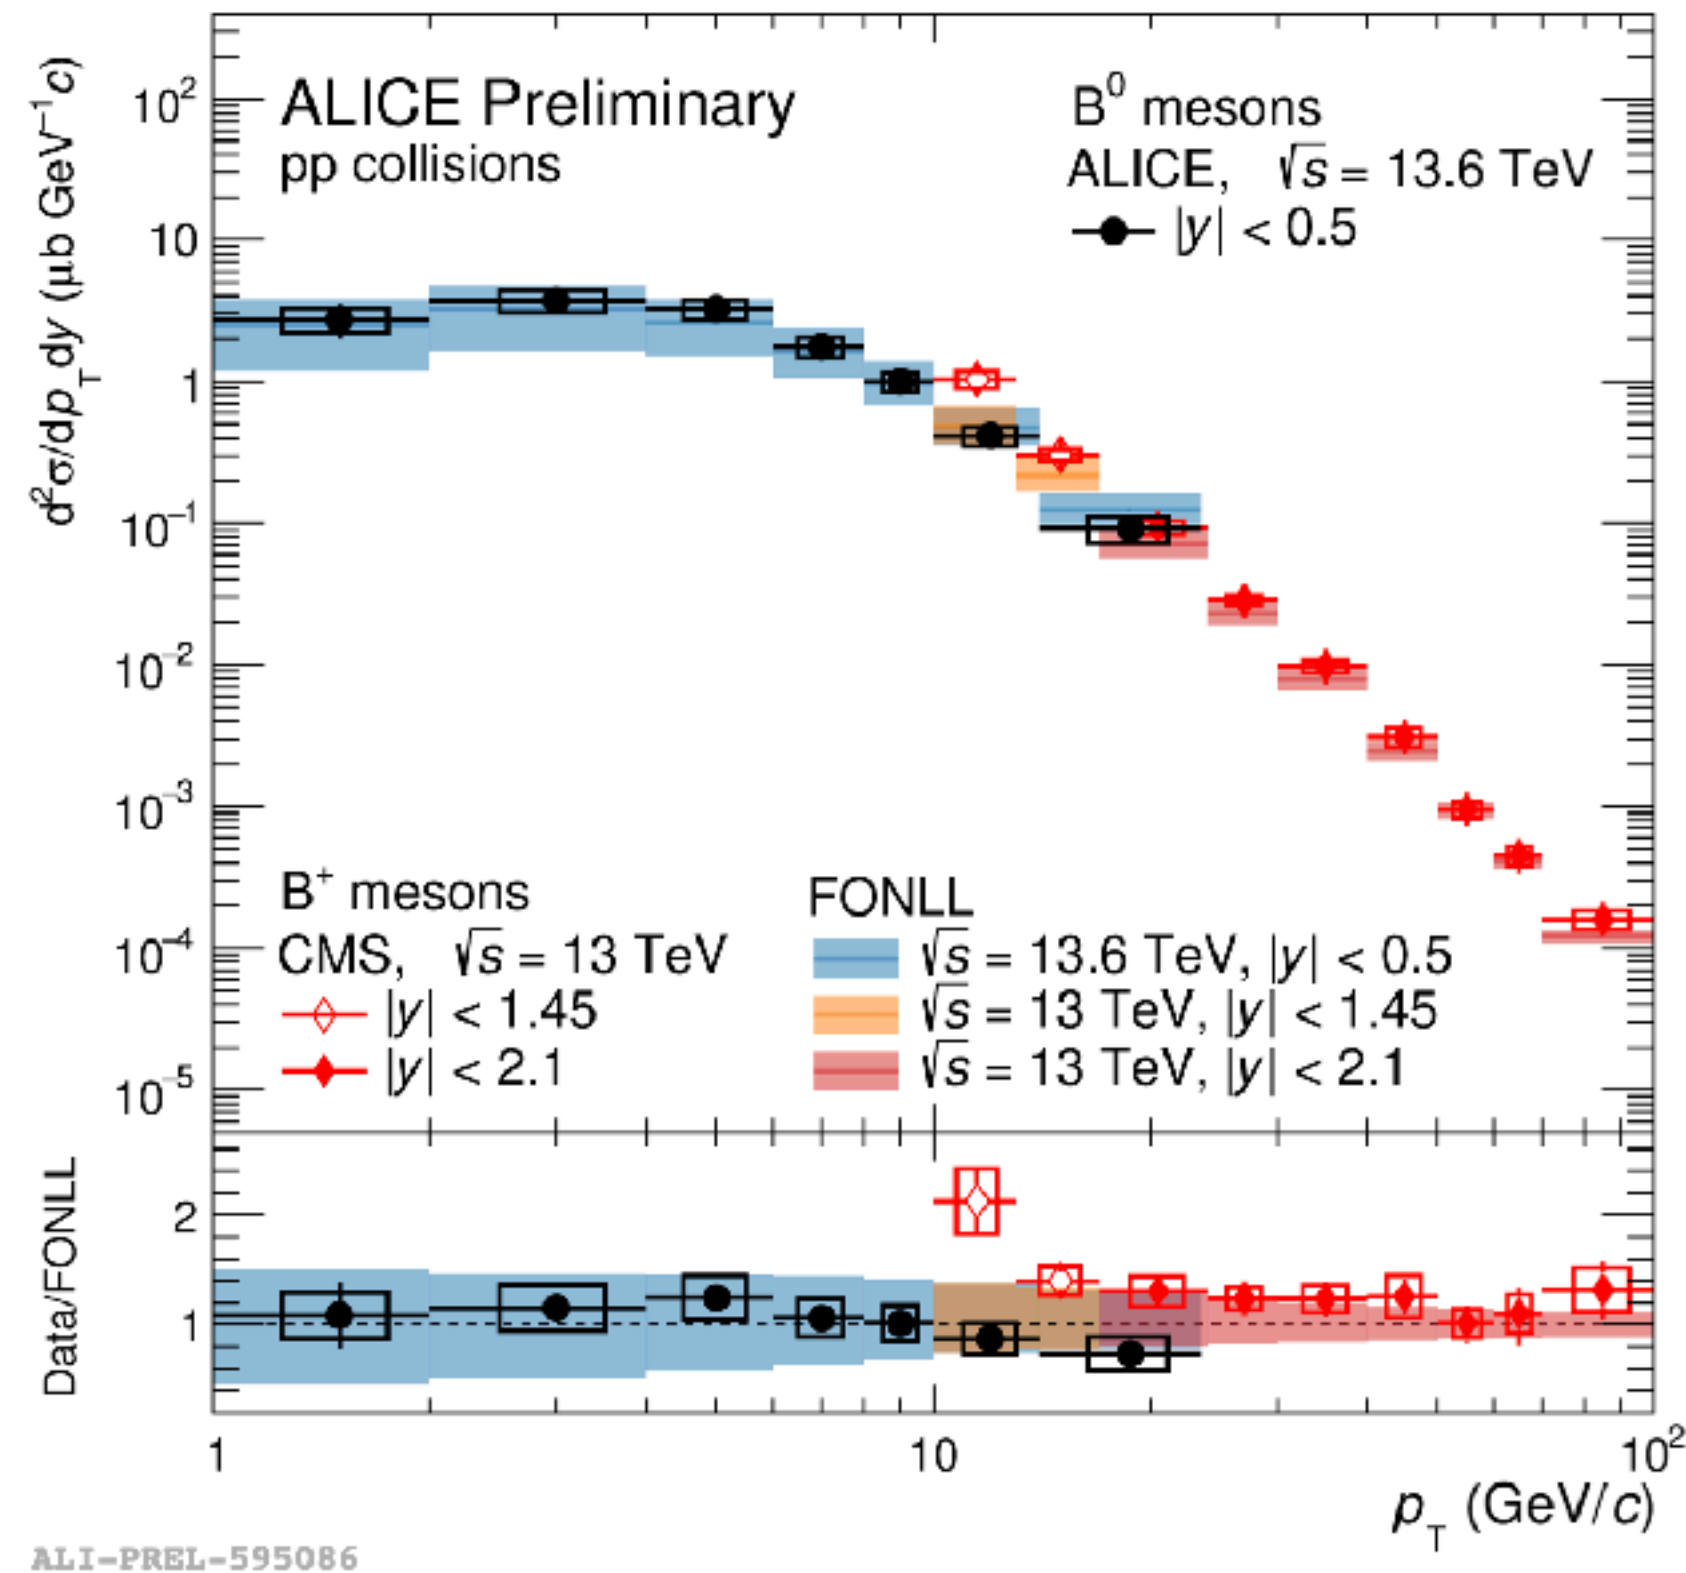 ALICE Preliminary
pp collisions
B⁰ mesons
ALICE, √s = 13.6 TeV
|y| < 0.5
d²σ/dp_T dy (μb GeV⁻¹c)
10²
10
1
10⁻¹
10⁻²
10⁻³
10⁻⁴
10⁻⁵
B⁺ mesons
CMS, √s = 13 TeV
|y| < 1.45
|y| < 2.1
FONLL
√s = 13.6 TeV, |y| < 0.5
√s = 13 TeV, |y| < 1.45
√s = 13 TeV, |y| < 2.1
Data/FONLL
2
1
1 10 10²
p_T (GeV/c)
ALI-PREL-595086